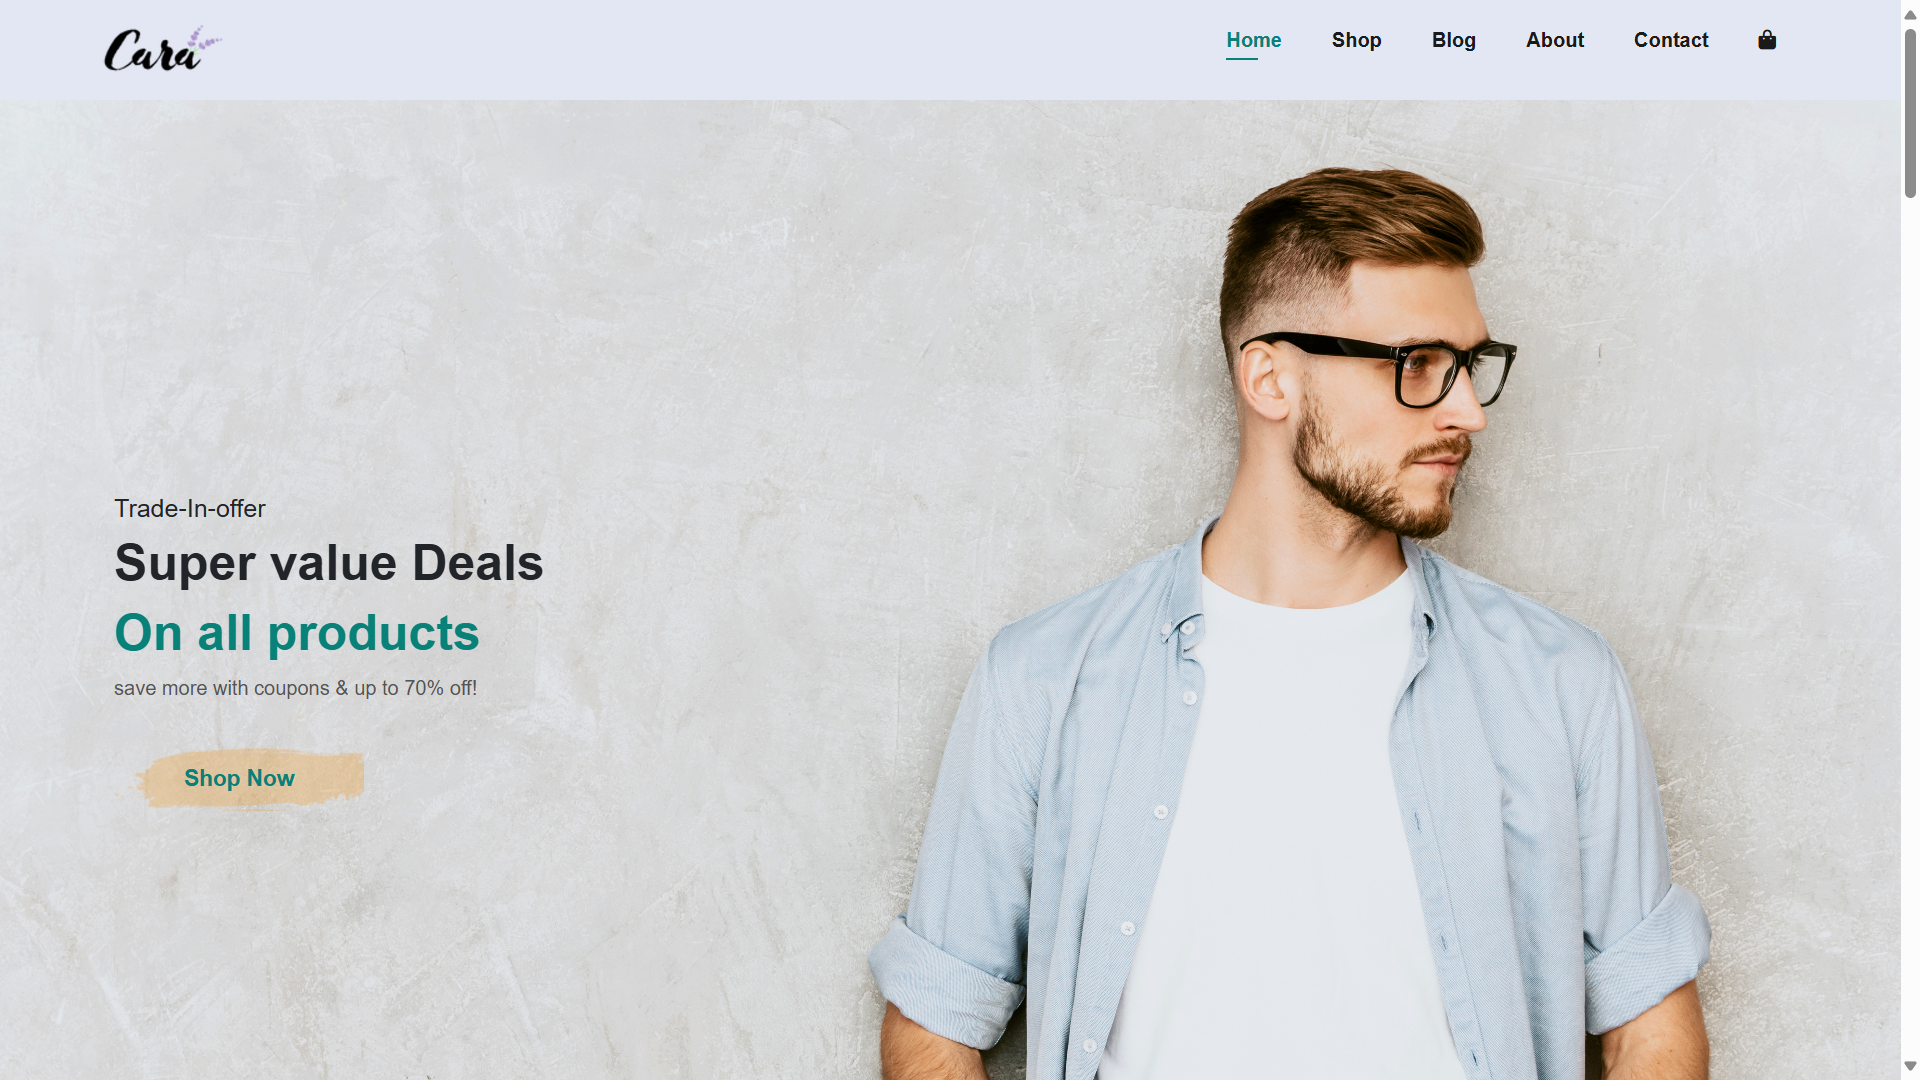 Cara
Home Shop Blog About Contact
Trade-In-offer
Super value Deals
On all products
save more with coupons & up to 70% off!
Shop Now